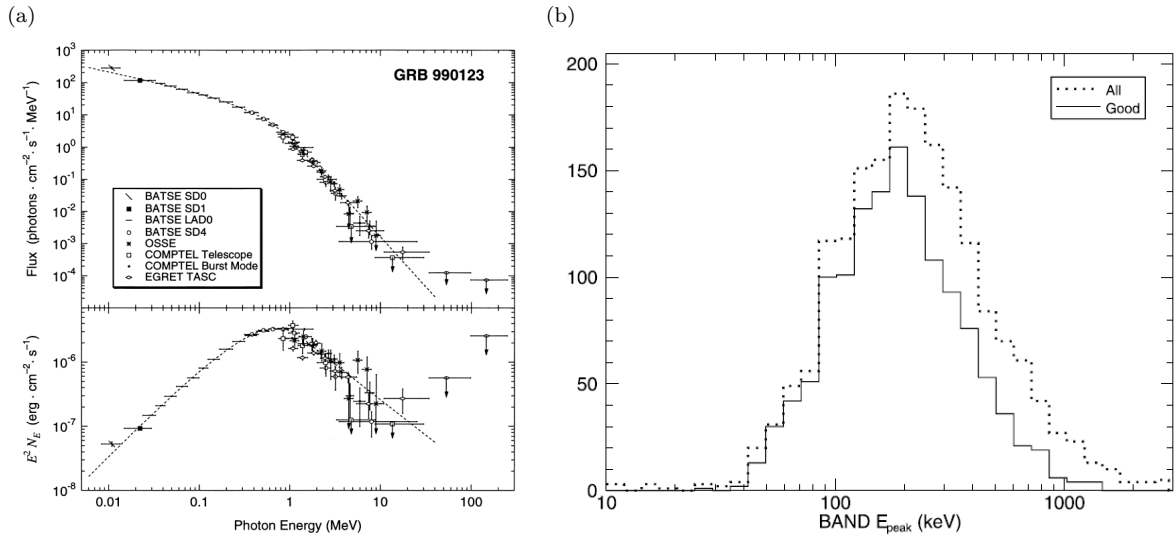 (a)
GRB 990123
10³
10²
10¹
10⁰
10⁻¹
10⁻²
10⁻³
10⁻⁴
Flux (photons · cm⁻² · s⁻¹ · MeV⁻¹)
BATSE SD0
BATSE SD1
BATSE LAD0
BATSE SD4
OSSE
COMPTEL Telescope
COMPTEL Burst Mode
EGRET TASC
10⁻⁶
10⁻⁷
10⁻⁸
E² N_E (erg · cm⁻² · s⁻¹)
0.01 0.1 1 10 100
Photon Energy (MeV)
(b)
200
150
100
50
0
All
Good
10 100 1000
BAND E_peak (keV)